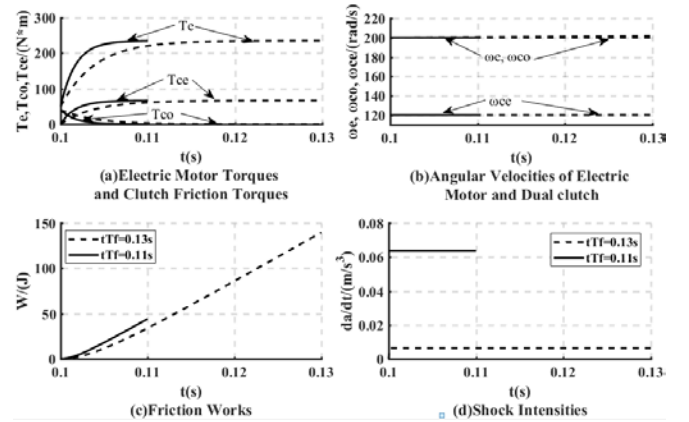 Te,Tco,Tce/(N*m)
300
200
100
0
0.1
0.11
0.12
0.13
Te
Tce
Tco
t(s)
(a)Electric Motor Torques
and Clutch Friction Torques
ωe, ωco, ωce/(rad/s)
220
200
180
160
140
120
0.1
0.11
0.12
0.13
ωe, ωco
ωce
t(s)
(b)Angular Velocities of Electric
Motor and Dual clutch
W/(J)
150
100
50
0
0.1
0.11
0.12
0.13
tTf=0.13s
tTf=0.11s
t(s)
(c)Friction Works
da/dt/(m/s³)
0.08
0.06
0.04
0.02
0
0.1
0.11
0.12
0.13
tTf=0.13s
tTf=0.11s
t(s)
(d)Shock Intensities